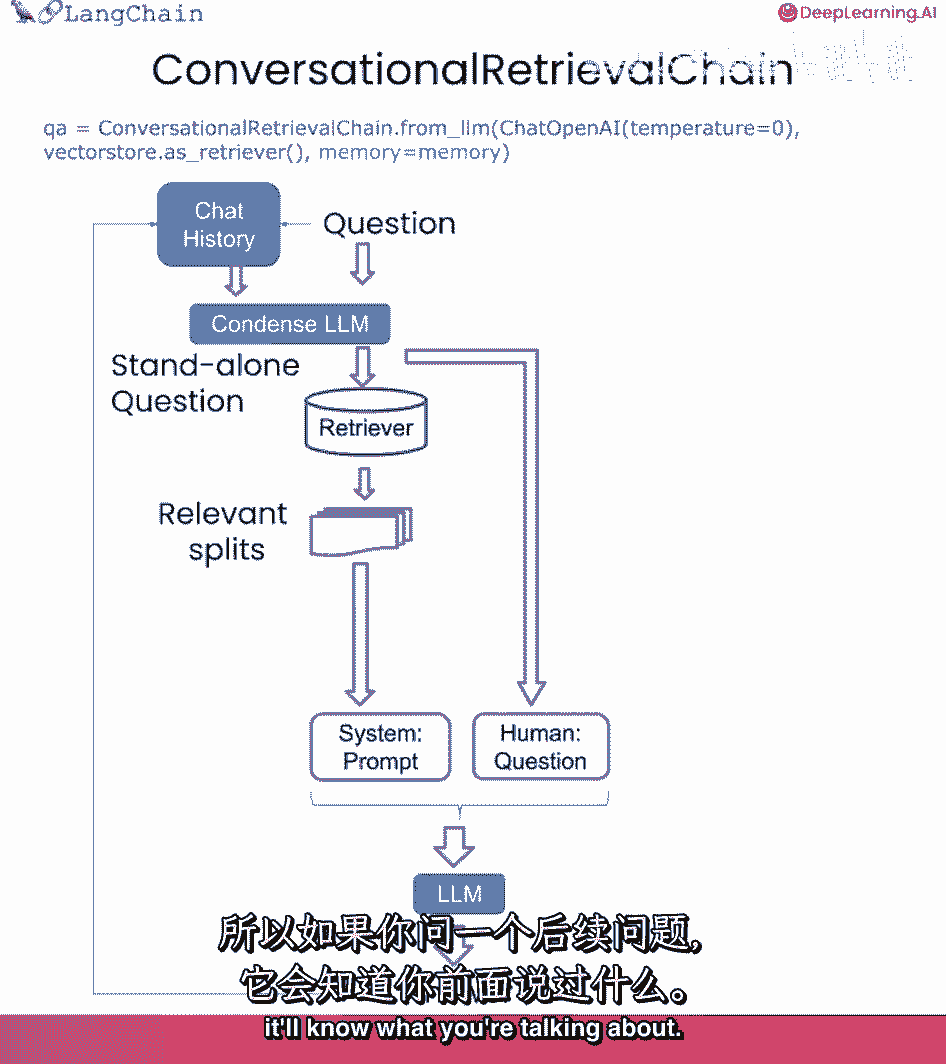 LangChain
DeepLearning.AI
ConversationalRetrievalChain
qa = ConversationalRetrievalChain.from_llm(ChatOpenAI(temperature=0),
vectorstore.as_retriever(), memory=memory)
Chat
History
Question
Condense LLM
Stand-alone
Question
Retriever
Relevant
splits
System:
Prompt
Human:
Question
LLM
所以如果你问一个后续问题,
它会知道你前面说过什么。
it'll know what you're talking about.